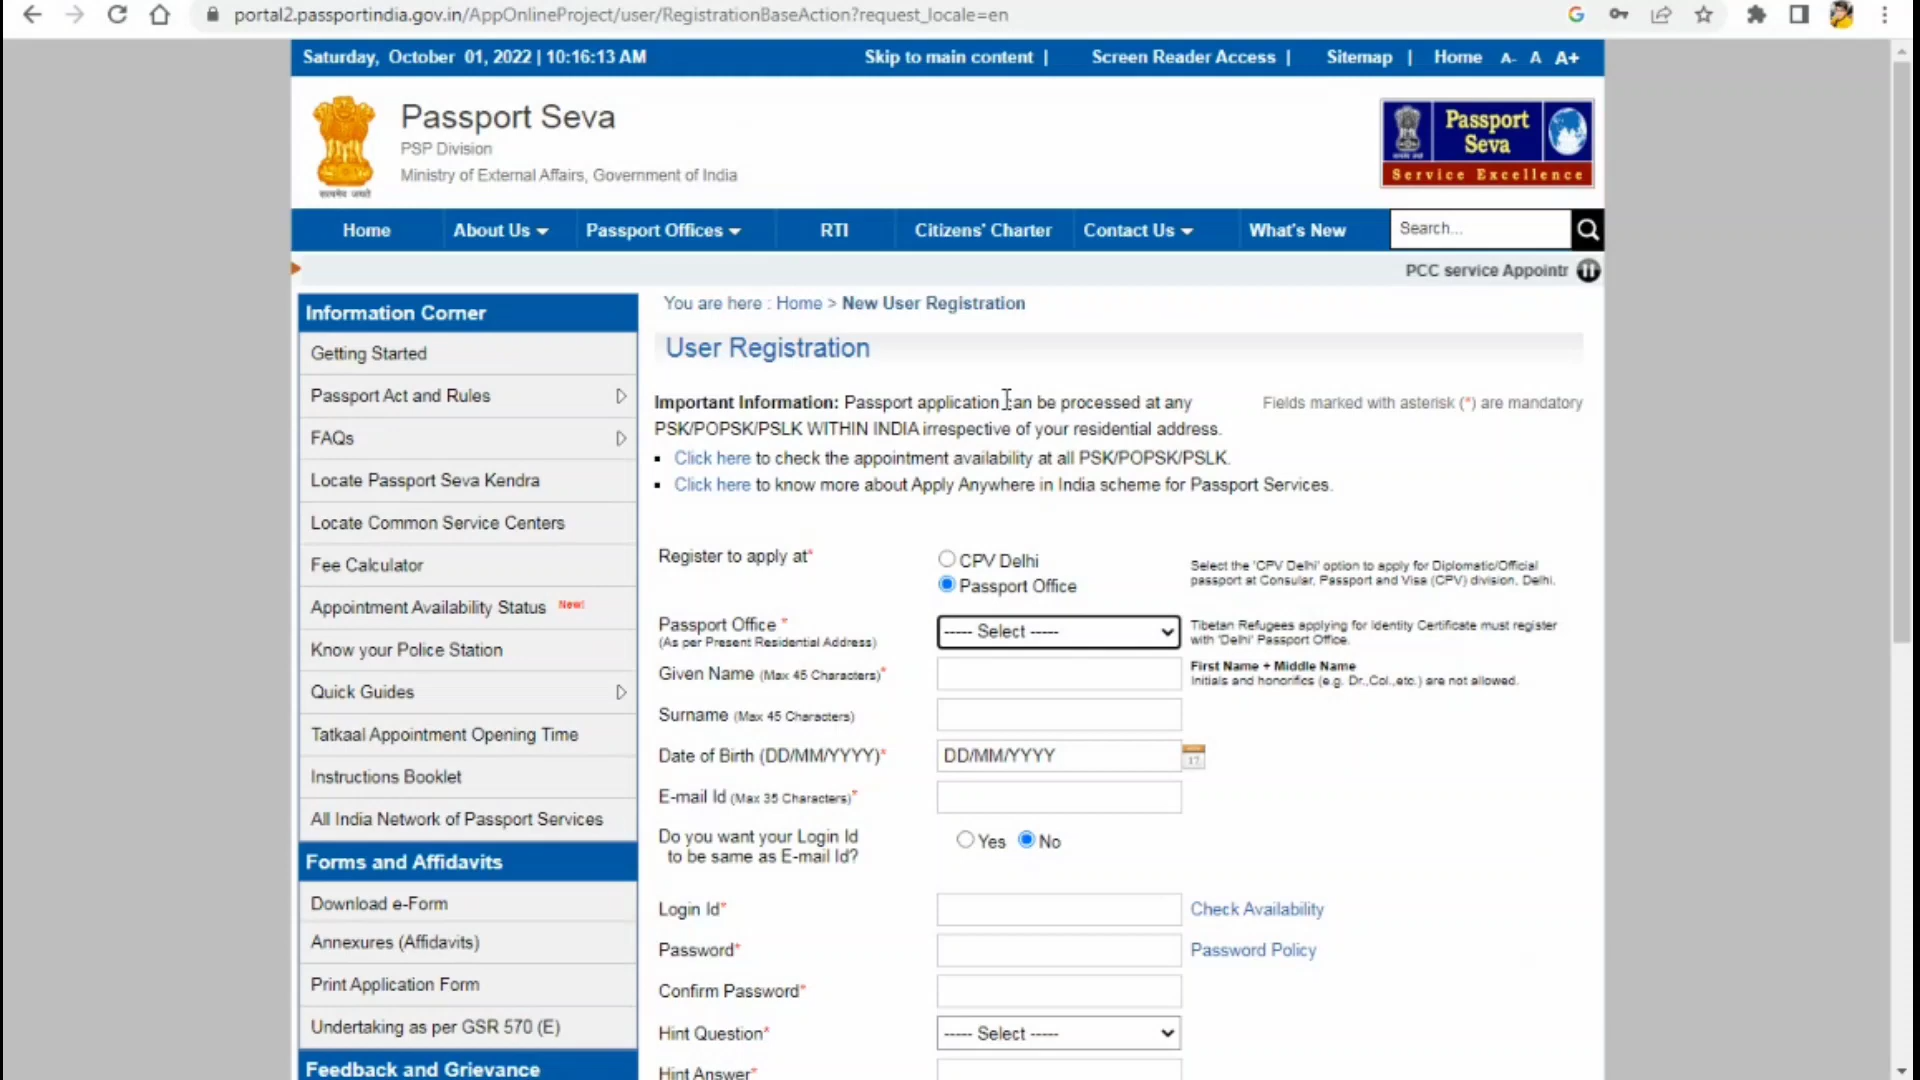 portal2.passportindia.gov.in/AppOnlineProject/user/RegistrationBaseAction?request_locale=en
Saturday, October 01, 2022 | 10:16:13 AM
Skip to main content |
Screen Reader Access |
Sitemap |
Home A- A A+
Passport Seva
PSP Division
Ministry of External Affairs, Government of India
सत्यमेव जयते
Passport
Seva
Service Excellence
Home
About Us
Passport Offices
RTI
Citizens' Charter
Contact Us
What's New
Search...
PCC service Appointr
Information Corner
Getting Started
Passport Act and Rules
FAQs
Locate Passport Seva Kendra
Locate Common Service Centers
Fee Calculator
Appointment Availability Status New!
Know your Police Station
Quick Guides
Tatkaal Appointment Opening Time
Instructions Booklet
All India Network of Passport Services
Forms and Affidavits
Download e-Form
Annexures (Affidavits)
Print Application Form
Undertaking as per GSR 570 (E)
Feedback and Grievance
You are here : Home > New User Registration
User Registration
Important Information: Passport application can be processed at any
PSK/POPSK/PSLK WITHIN INDIA irrespective of your residential address.
Fields marked with asterisk (*) are mandatory
Click here to check the appointment availability at all PSK/POPSK/PSLK.
Click here to know more about Apply Anywhere in India scheme for Passport Services.
Register to apply at*
CPV Delhi
Passport Office
Select the 'CPV Delhi' option to apply for Diplomatic/Official
passport at Consular, Passport and Visa (CPV) division, Delhi.
Passport Office *
(As per Present Residential Address)
----- Select -----
Tibetan Refugees applying for Identity Certificate must register
with 'Delhi' Passport Office.
Given Name (Max 45 Characters)*
First Name + Middle Name
Initials and honorifics (e.g. Dr.,Col.,etc.) are not allowed.
Surname (Max 45 Characters)
Date of Birth (DD/MM/YYYY)*
DD/MM/YYYY
17
E-mail Id (Max 35 Characters)*
Do you want your Login Id
to be same as E-mail Id?
Yes
No
Login Id*
Check Availability
Password*
Password Policy
Confirm Password*
Hint Question*
----- Select -----
Hint Answer*